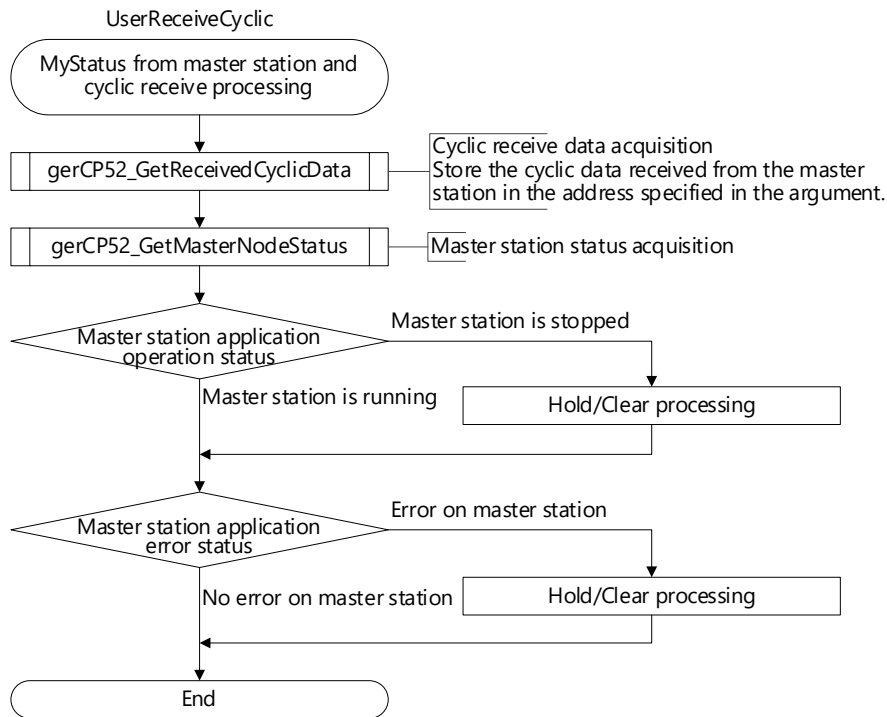 UserReceiveCyclic
MyStatus from master station and
cyclic receive processing
gerCP52_GetReceivedCyclicData
Cyclic receive data acquisition
Store the cyclic data received from the master
station in the address specified in the argument.
gerCP52_GetMasterNodeStatus
Master station status acquisition
Master station application
operation status
Master station is stopped
Master station is running
Hold/Clear processing
Master station application
error status
Error on master station
No error on master station
Hold/Clear processing
End